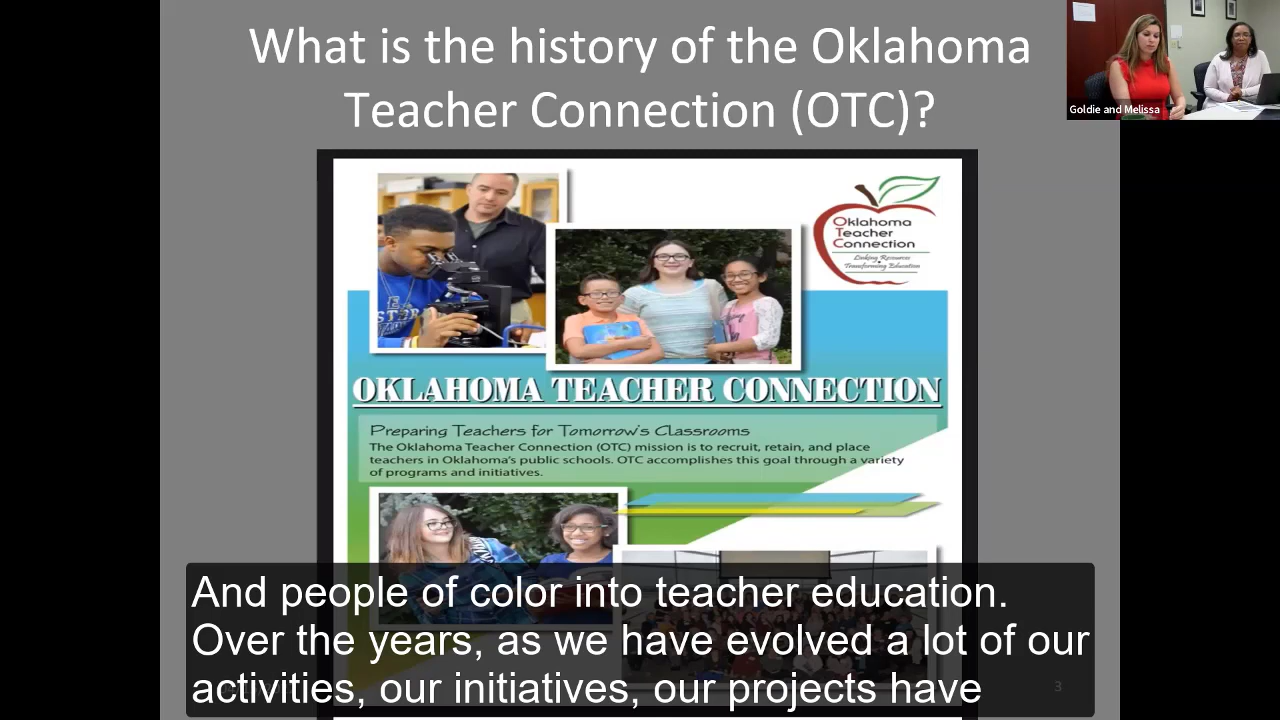 What is the history of the Oklahoma
Teacher Connection (OTC)?
Goldie and Melissa
Oklahoma
Teacher
Connection
Linking Resources
Transforming Education
OKLAHOMA TEACHER CONNECTION
Preparing Teachers for Tomorrow's Classrooms
The Oklahoma Teacher Connection (OTC) mission is to recruit, retain, and place
teachers in Oklahoma's public schools. OTC accomplishes this goal through a variety
of programs and initiatives.
And people of color into teacher education.
Over the years, as we have evolved a lot of our
activities, our initiatives, our projects have
3